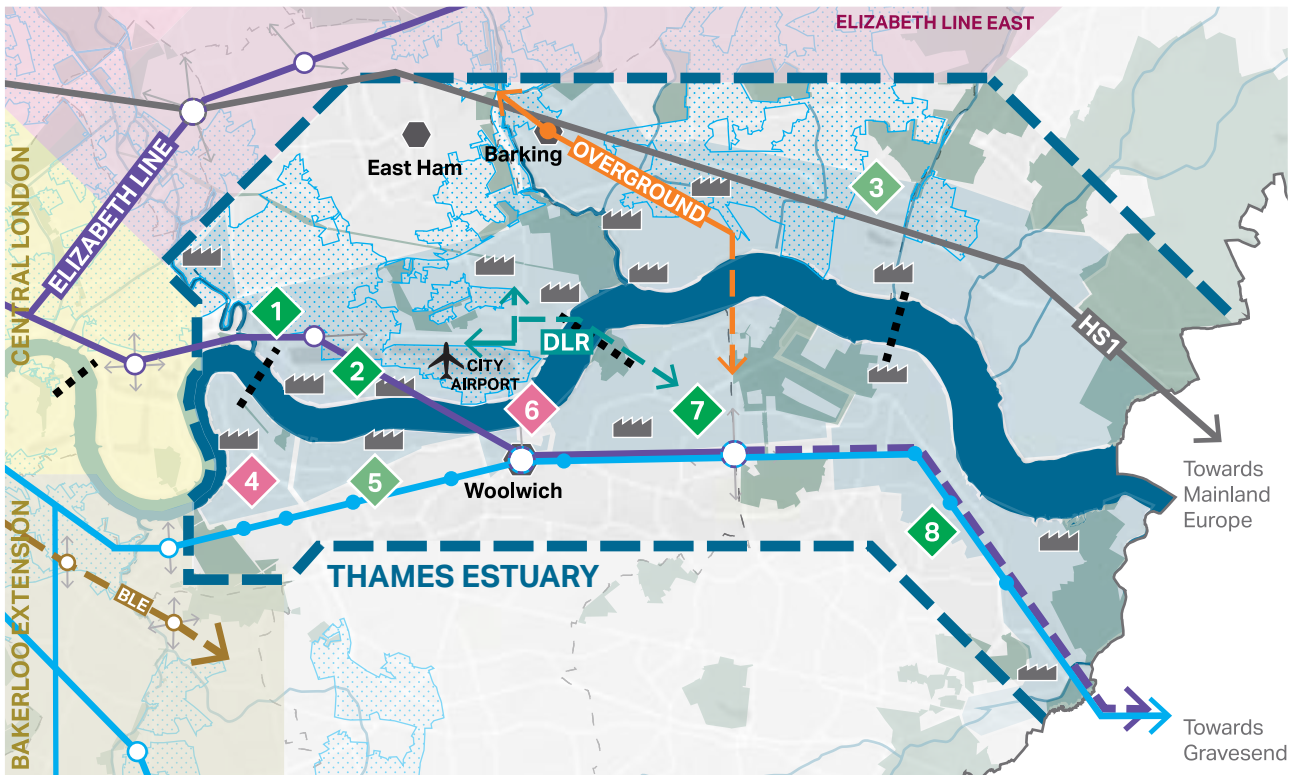 ELIZABETH LINE EAST
CENTRAL LONDON
ELIZABETH LINE
East Ham
Barking
OVERGROUND
3
1
2
DLR
CITY
AIRPORT
HS1
6
7
4
5
Woolwich
8
Towards
Mainland
Europe
BAKERLOO EXTENSION
BLE
THAMES ESTUARY
Towards
Gravesend